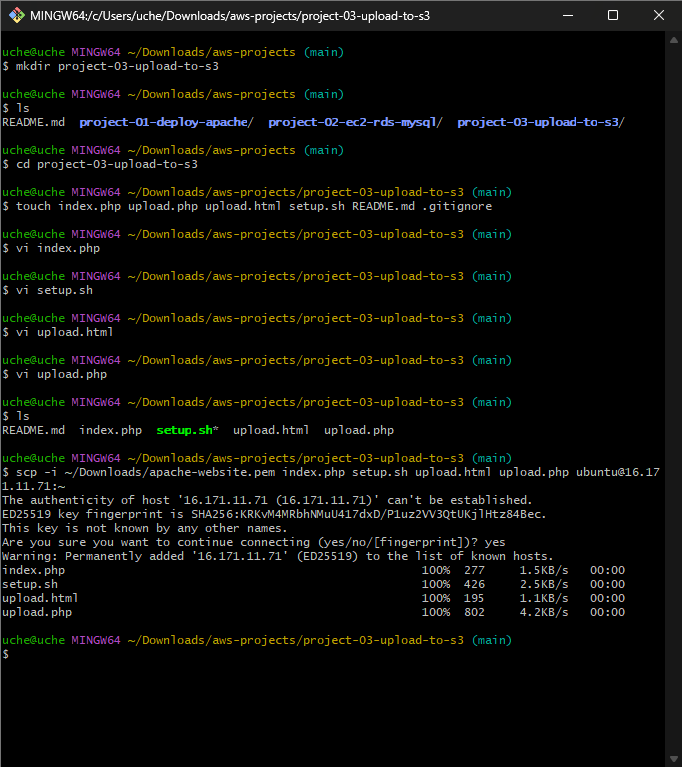 MINGW64:/c/Users/uche/Downloads/aws-projects/project-03-upload-to-s3
uche@uche MINGW64 ~/Downloads/aws-projects (main)
$ mkdir project-03-upload-to-s3
uche@uche MINGW64 ~/Downloads/aws-projects (main)
$ ls
README.md  project-01-deploy-apache/  project-02-ec2-rds-mysql/  project-03-upload-to-s3/
uche@uche MINGW64 ~/Downloads/aws-projects (main)
$ cd project-03-upload-to-s3
uche@uche MINGW64 ~/Downloads/aws-projects/project-03-upload-to-s3 (main)
$ touch index.php upload.php upload.html setup.sh README.md .gitignore
uche@uche MINGW64 ~/Downloads/aws-projects/project-03-upload-to-s3 (main)
$ vi index.php
uche@uche MINGW64 ~/Downloads/aws-projects/project-03-upload-to-s3 (main)
$ vi setup.sh
uche@uche MINGW64 ~/Downloads/aws-projects/project-03-upload-to-s3 (main)
$ vi upload.html
uche@uche MINGW64 ~/Downloads/aws-projects/project-03-upload-to-s3 (main)
$ vi upload.php
uche@uche MINGW64 ~/Downloads/aws-projects/project-03-upload-to-s3 (main)
$ ls
README.md  index.php  setup.sh*  upload.html  upload.php
uche@uche MINGW64 ~/Downloads/aws-projects/project-03-upload-to-s3 (main)
$ scp -i ~/Downloads/apache-website.pem index.php setup.sh upload.html upload.php ubuntu@16.17
1.11.71:~
The authenticity of host '16.171.11.71 (16.171.11.71)' can't be established.
ED25519 key fingerprint is SHA256:KRKvM4MRbhNMuU417dxD/P1uz2VV3QtUKjlHtz84Bec.
This key is not known by any other names.
Are you sure you want to continue connecting (yes/no/[fingerprint])? yes
Warning: Permanently added '16.171.11.71' (ED25519) to the list of known hosts.
index.php 100% 277 1.5KB/s 00:00
setup.sh 100% 426 2.5KB/s 00:00
upload.html 100% 195 1.1KB/s 00:00
upload.php 100% 802 4.2KB/s 00:00
uche@uche MINGW64 ~/Downloads/aws-projects/project-03-upload-to-s3 (main)
$